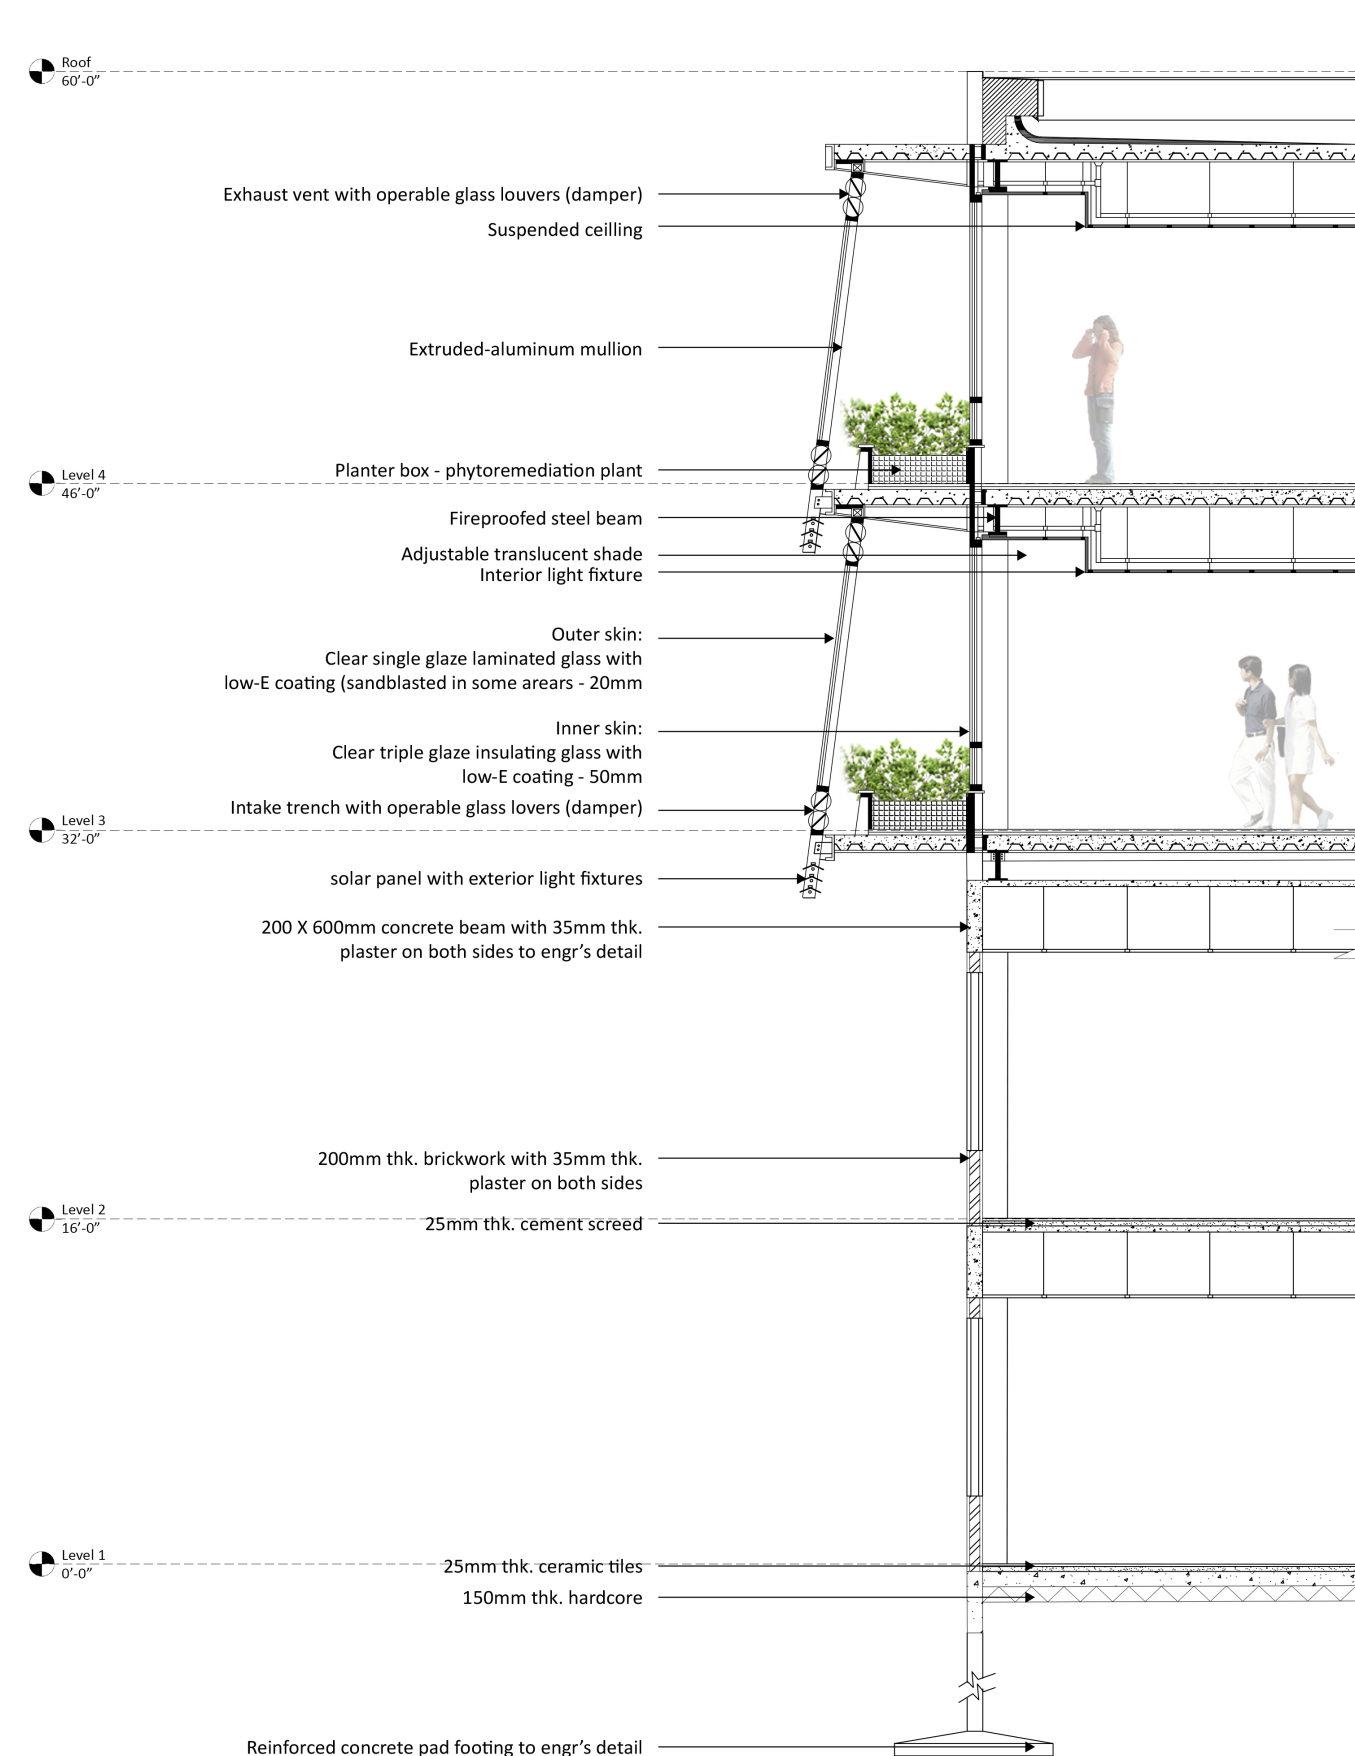 Roof
60’-0”
Exhaust vent with operable glass louvers (damper)
Suspended ceilling
Extruded-aluminum mullion
Planter box - phytoremediation plant
Level 4
46’-0”
Fireproofed steel beam
Adjustable translucent shade
Interior light fixture
Outer skin:
Clear single glaze laminated glass with
low-E coating (sandblasted in some arears - 20mm
Inner skin:
Clear triple glaze insulating glass with
low-E coating - 50mm
Intake trench with operable glass lovers (damper)
Level 3
32’-0”
solar panel with exterior light fixtures
200 X 600mm concrete beam with 35mm thk.
plaster on both sides to engr’s detail
200mm thk. brickwork with 35mm thk.
plaster on both sides
Level 2
16’-0”
25mm thk. cement screed
Level 1
0’-0”
25mm thk. ceramic tiles
150mm thk. hardcore
Reinforced concrete pad footing to engr’s detail